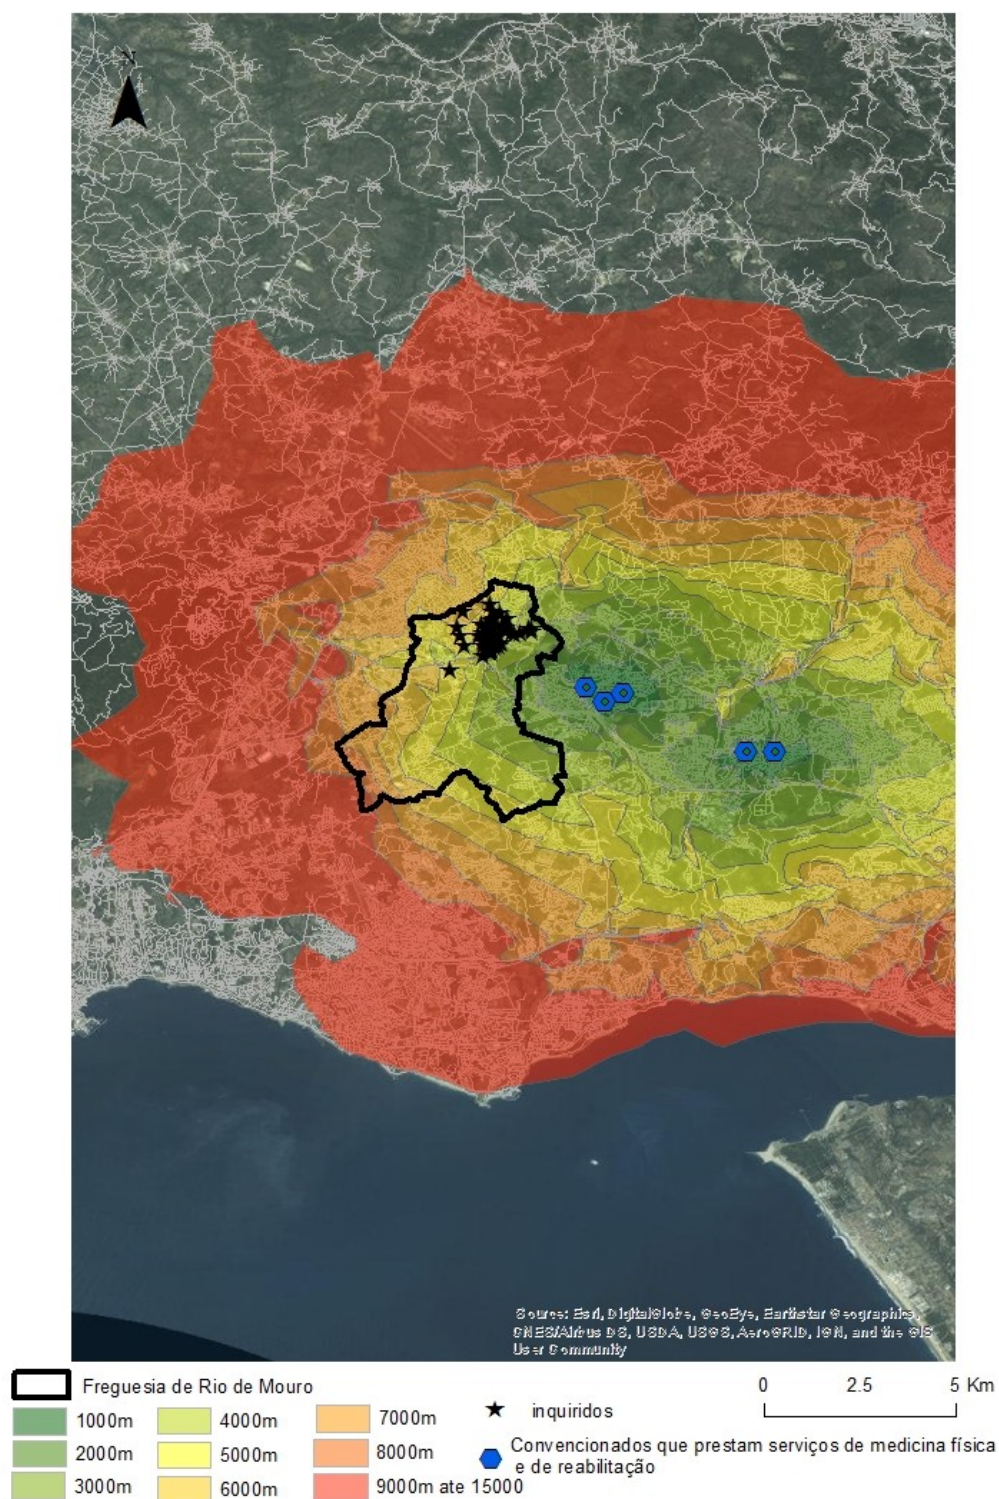 N
Source: Esri, DigitalGlobe, GeoEye, Earthstar Geographics,
CNES/Airbus DS, USDA, USGS, AeroGRID, IGN, and the GIS
User Community
Freguesia de Rio de Mouro
1000m
2000m
3000m
4000m
5000m
6000m
7000m
8000m
9000m até 15000
inquiridos
Convencionados que prestam serviços de medicina física
e de reabilitação
0 2.5 5 Km